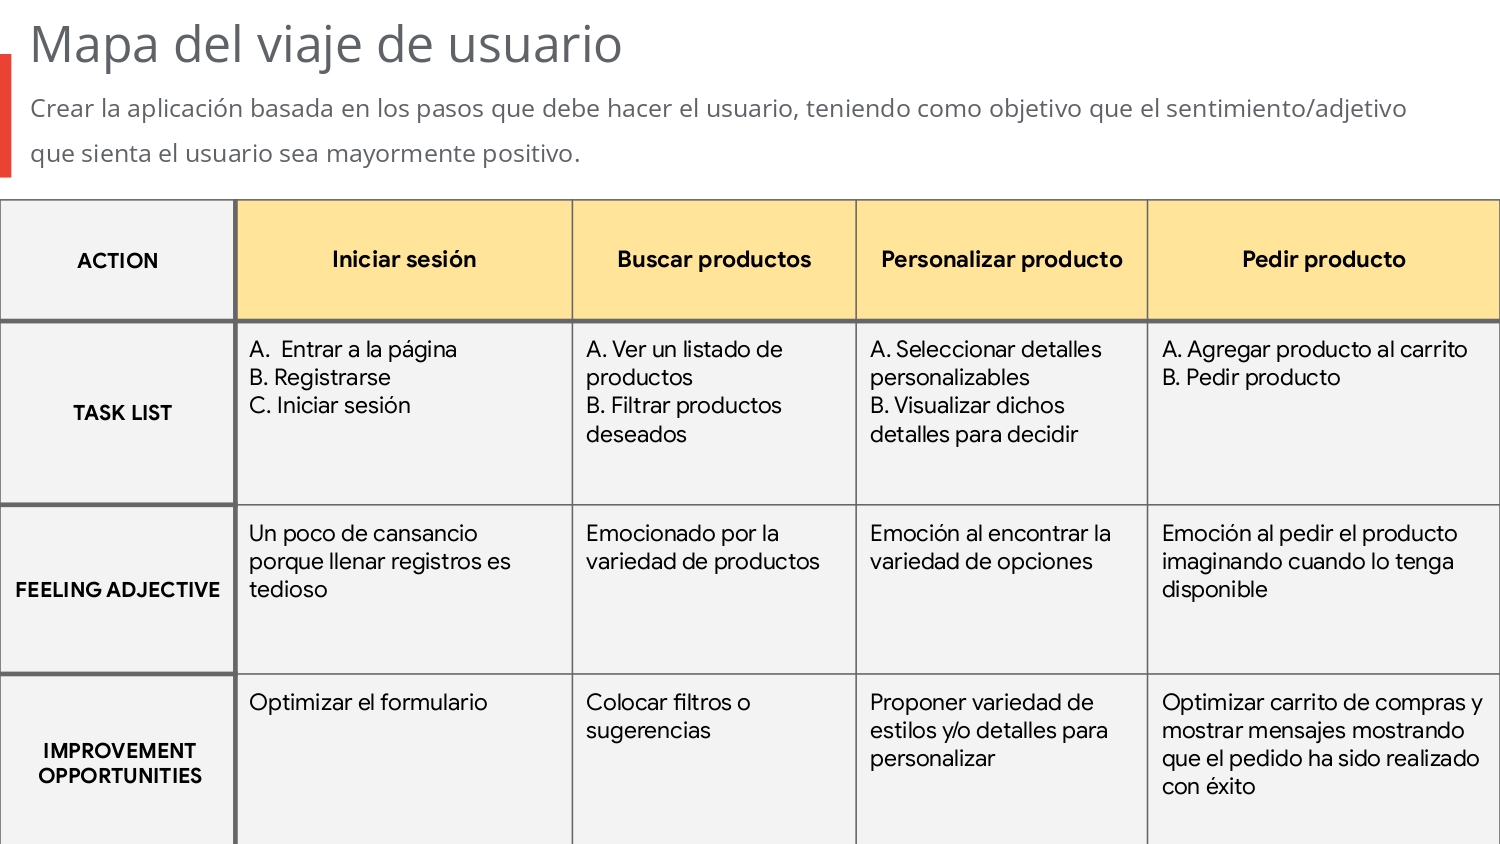 Mapa del viaje de usuario
Crear la aplicación basada en los pasos que debe hacer el usuario, teniendo como objetivo que el sentimiento/adjetivo
que sienta el usuario sea mayormente positivo.
ACTION
Iniciar sesión
Buscar productos
Personalizar producto
Pedir producto
TASK LIST
A. Entrar a la página
B. Registrarse
C. Iniciar sesión
A. Ver un listado de
productos
B. Filtrar productos
deseados
A. Seleccionar detalles
personalizables
B. Visualizar dichos
detalles para decidir
A. Agregar producto al carrito
B. Pedir producto
FEELING ADJECTIVE
Un poco de cansancio
porque llenar registros es
tedioso
Emocionado por la
variedad de productos
Emoción al encontrar la
variedad de opciones
Emoción al pedir el producto
imaginando cuando lo tenga
disponible
IMPROVEMENT
OPPORTUNITIES
Optimizar el formulario
Colocar filtros o
sugerencias
Proponer variedad de
estilos y/o detalles para
personalizar
Optimizar carrito de compras y
mostrar mensajes mostrando
que el pedido ha sido realizado
con éxito